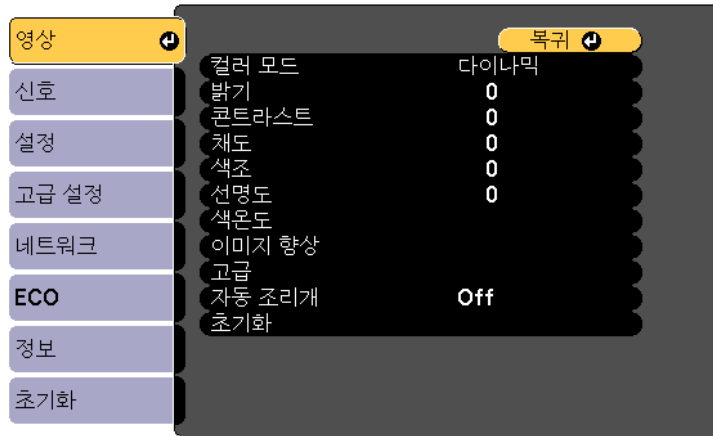 영상
신호
설정
고급 설정
네트워크
ECO
정보
초기화
복귀
컬러 모드 다이나믹
밝기 0
콘트라스트 0
채도 0
색조 0
선명도 0
색온도
이미지 향상
고급
자동 조리개 Off
초기화